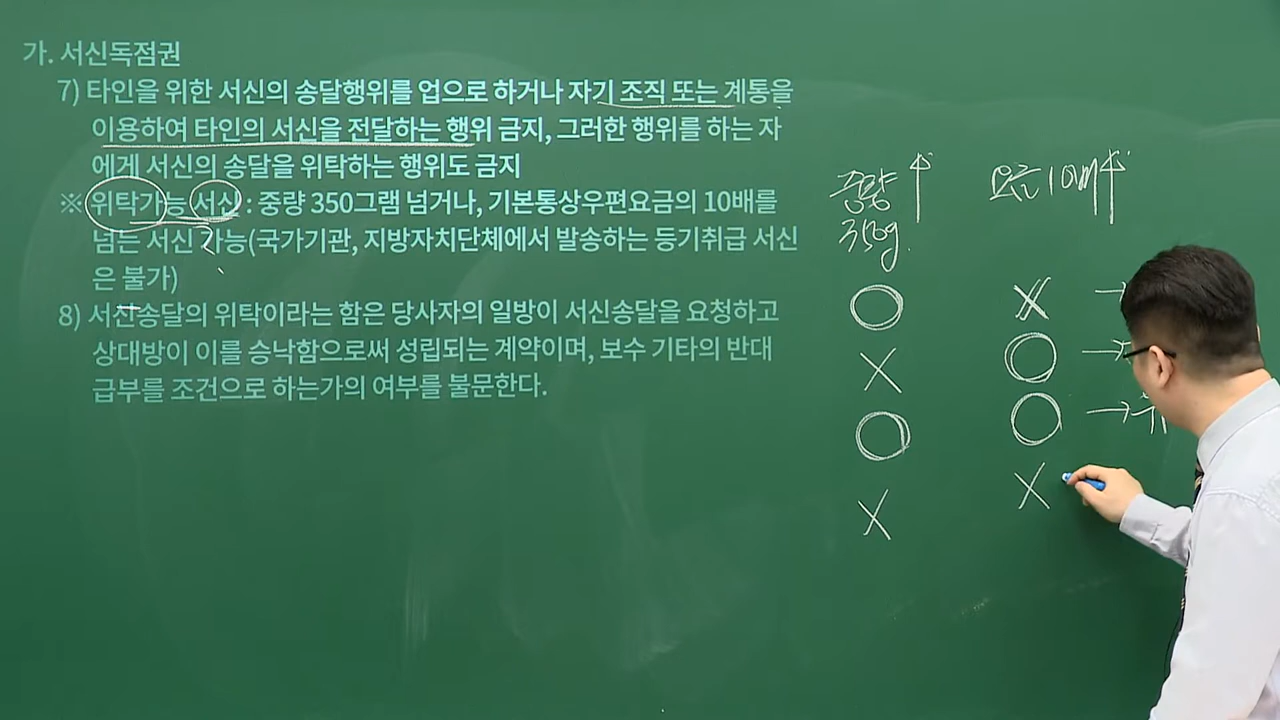 가. 서신독점권
7) 타인을 위한 서신의 송달행위를 업으로 하거나 자기 조직 또는 계통을
이용하여 타인의 서신을 전달하는 행위 금지, 그러한 행위를 하는 자
에게 서신의 송달을 위탁하는 행위도 금지
※ 위탁가능 서신 : 중량 350그램 넘거나, 기본통상우편요금의 10배를
넘는 서신 가능(국가기관, 지방자치단체에서 발송하는 등기취급 서신
은 불가)
8) 서신송달의 위탁이라는 함은 당사자의 일방이 서신송달을 요청하고
상대방이 이를 승낙함으로써 성립되는 계약이며, 보수 기타의 반대
급부를 조건으로 하는가의 여부를 불문한다.
중량 ↑ 요금 10배 ↑
350g.
○ X →
X ○ →
○ ○ →
X X